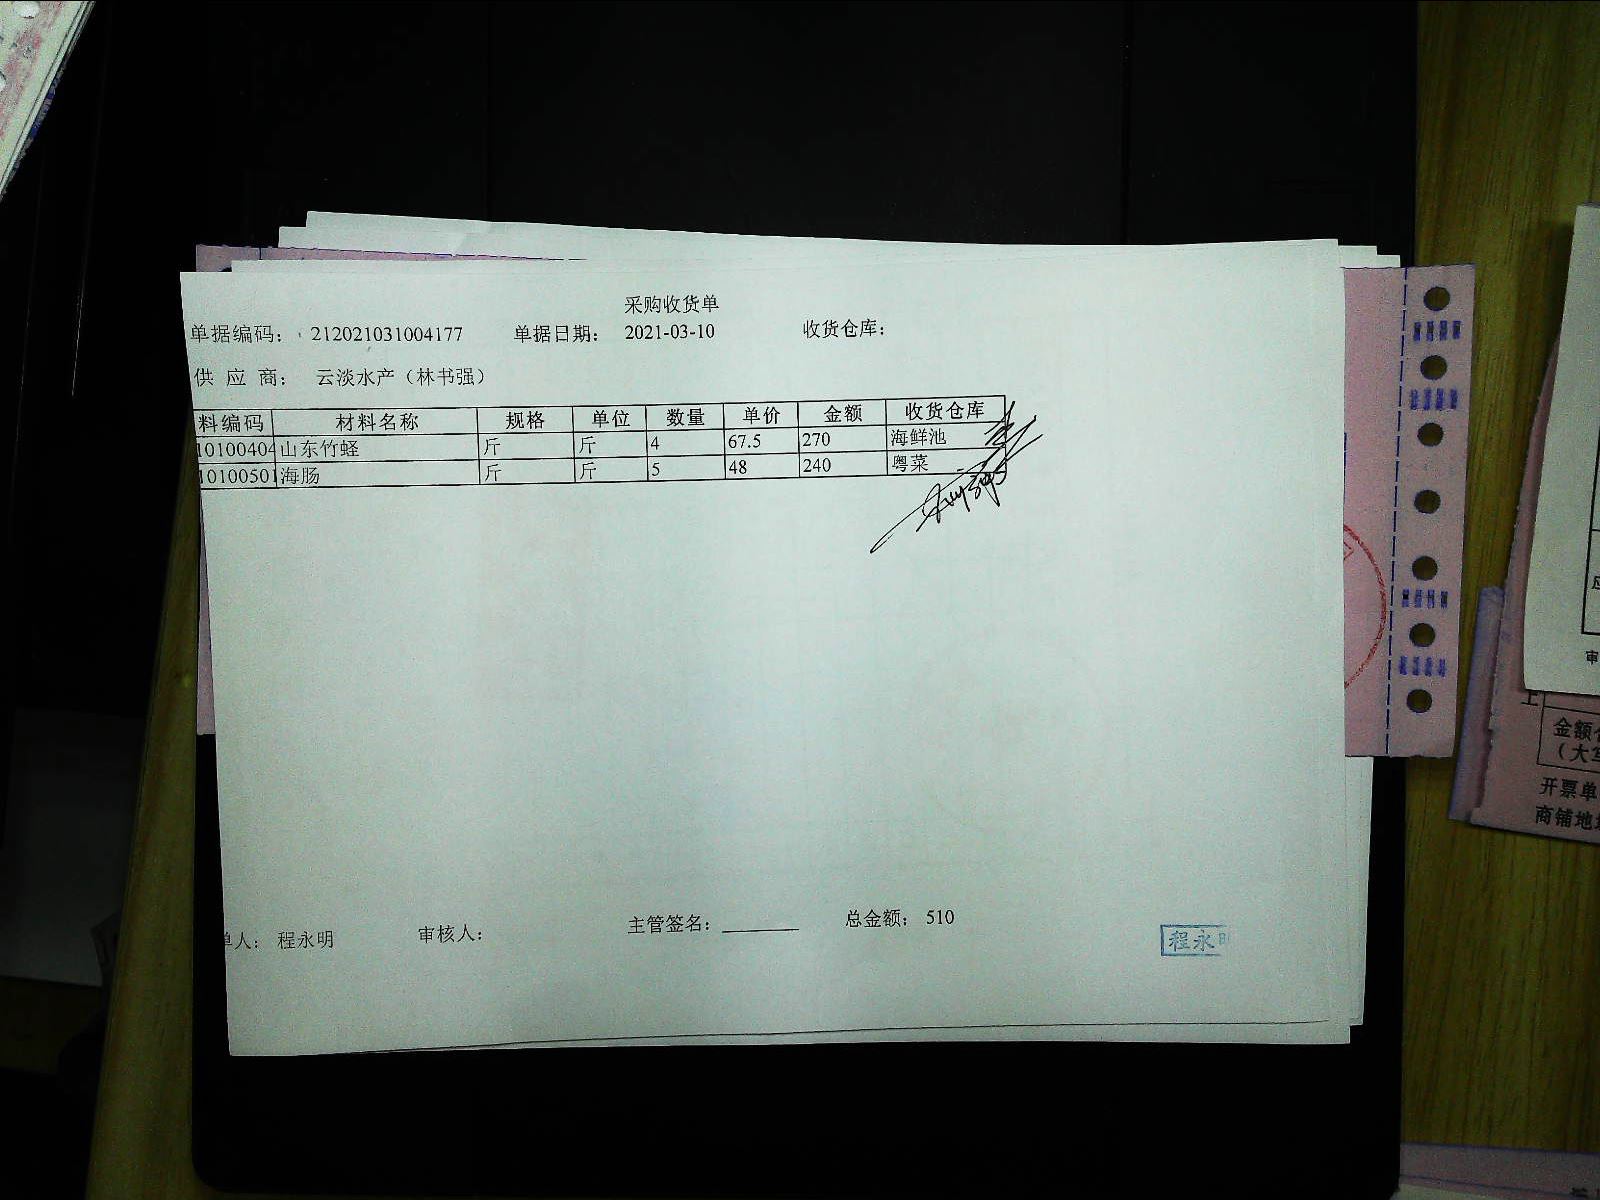 采购收货单
单据编码： 212021031004177 单据日期： 2021-03-10 收货仓库：
供 应 商： 云淡水产（林书强）
料编码 材料名称 规格 单位 数量 单价 金额 收货仓库
10100404 山东竹蛏 斤 斤 4 67.5 270 海鲜池
1010050 海肠 斤 斤 5 48 240 粤菜
单人： 程永明 审核人： 主管签名： 总金额： 510
程永明
金额
（大写
开票单
商铺地